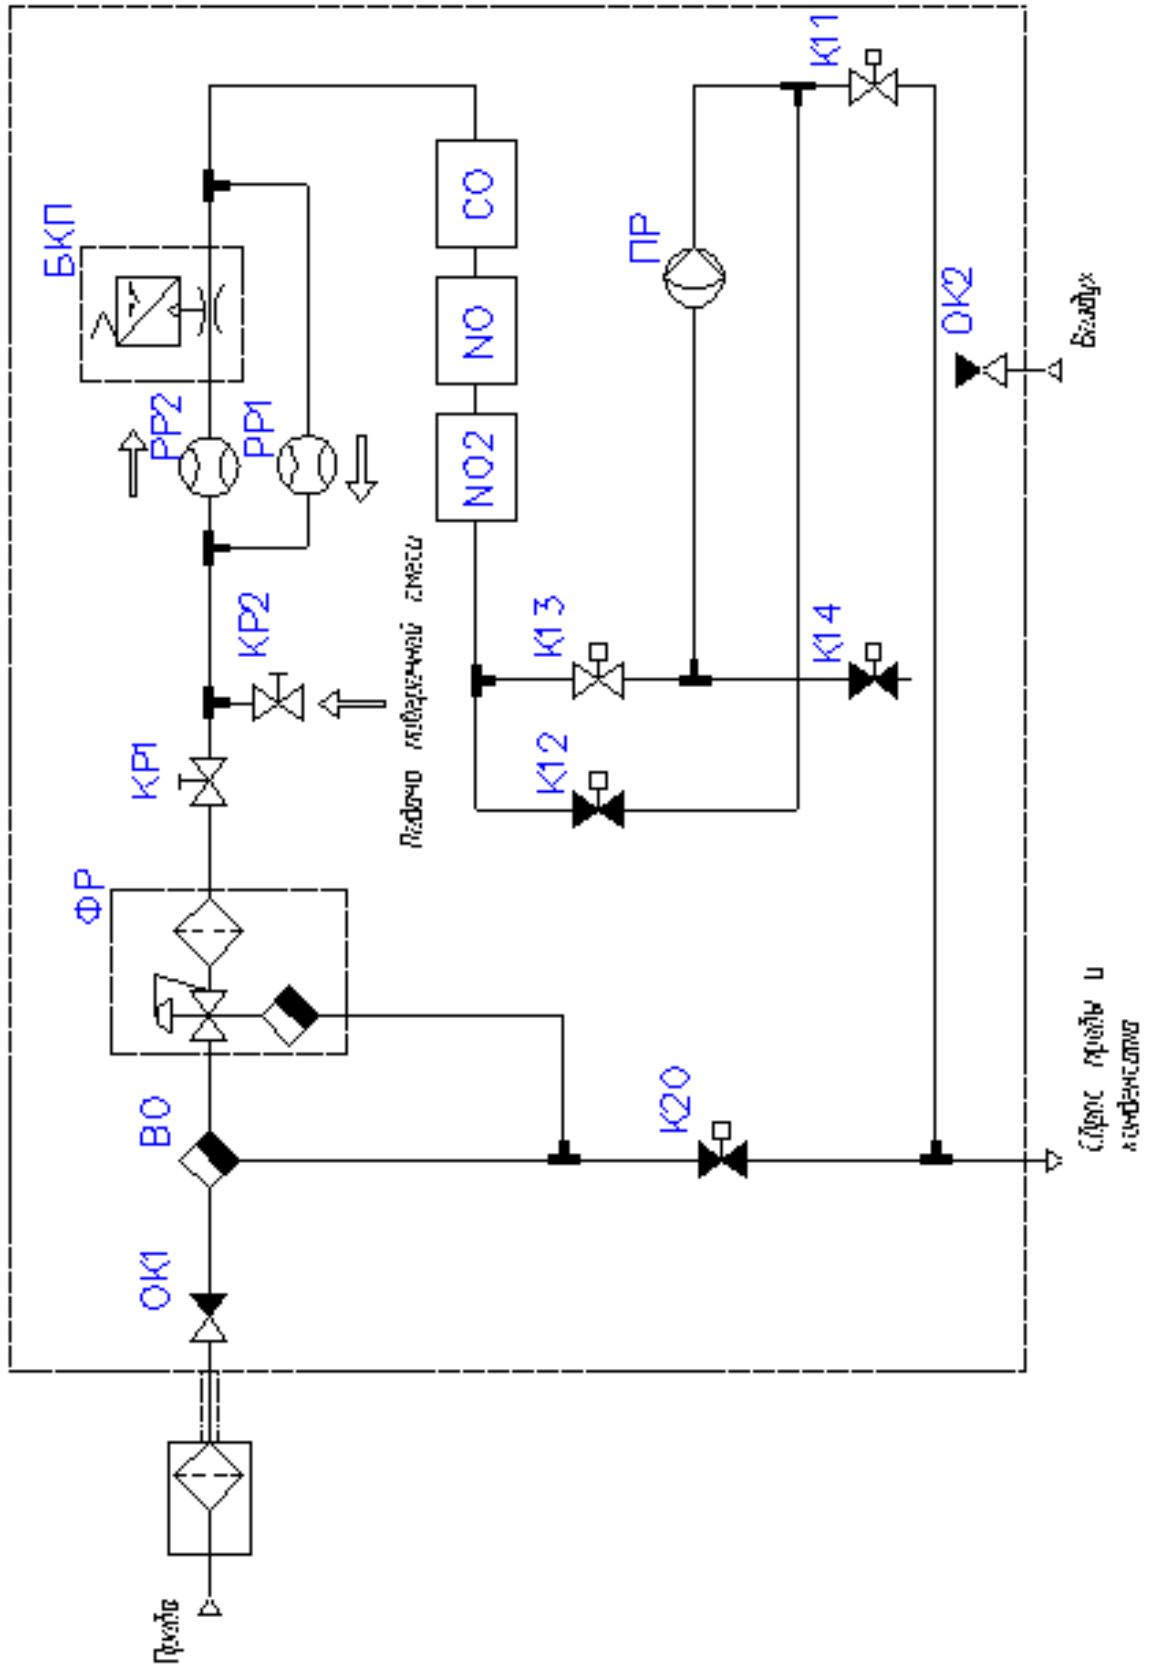 Проба
ОК1
ВО
ФР
КР1
КР2
Подача поверочной смеси
РР2
РР1
БКП
CO
NO
NO2
К13
К12
ПР
К14
К11
К20
ОК2
Воздух
Сброс пробы и
конденсата